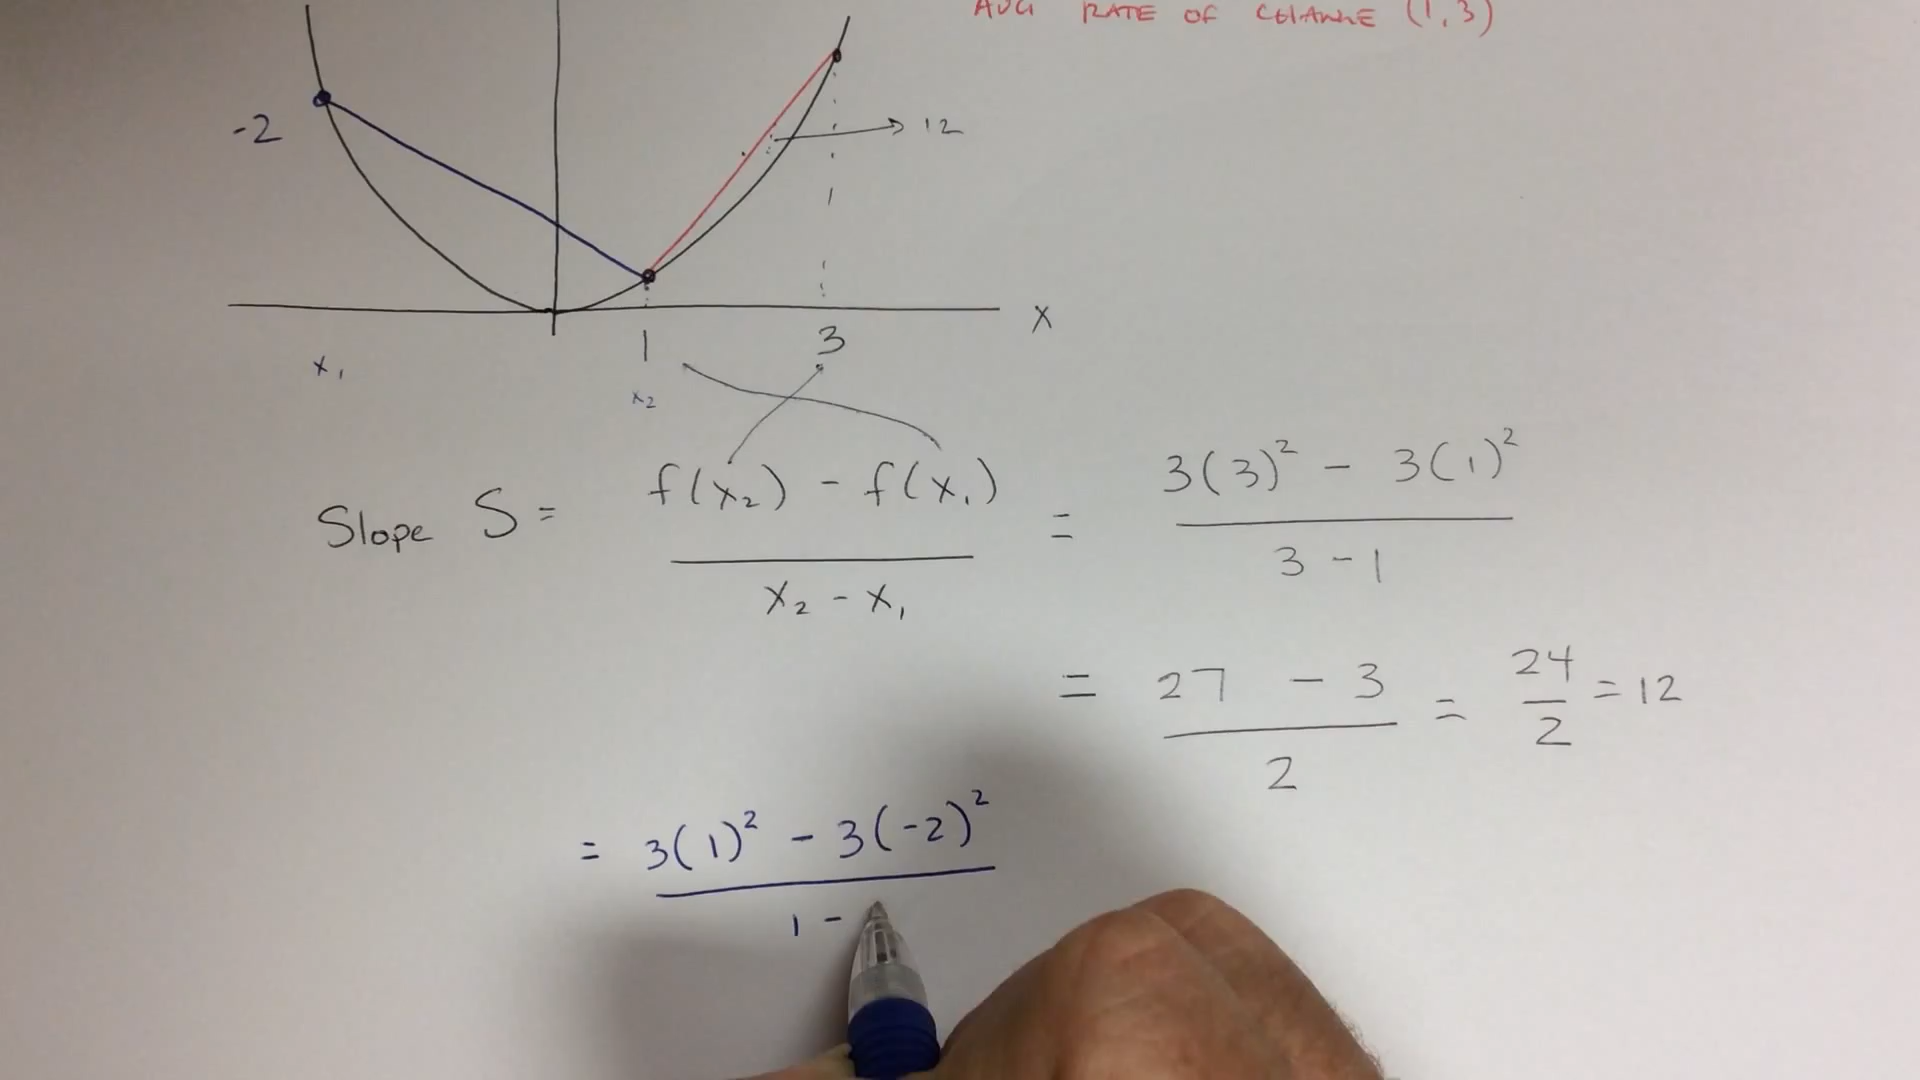 AVG RATE OF CHANGE (1,3)
-2
12
x
1
3
x₁
x₂
Slope S = f(x₂) - f(x₁) / x₂ - x₁ = 3(3)² - 3(1)² / 3 - 1
= 27 - 3 / 2 = 24 / 2 = 12
= 3(1)² - 3(-2)² / 1 -